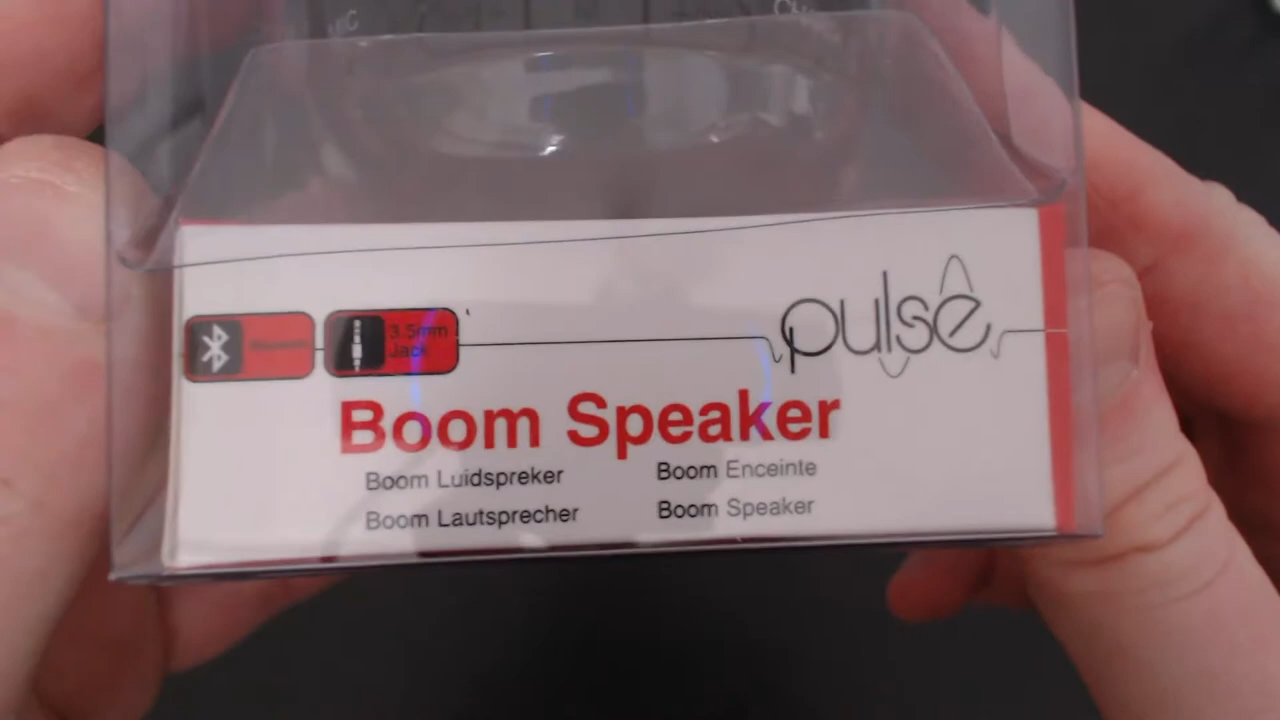 pulse
3.5mm
Jack
Boom Speaker
Boom Luidspreker
Boom Enceinte
Boom Lautsprecher
Boom Speaker